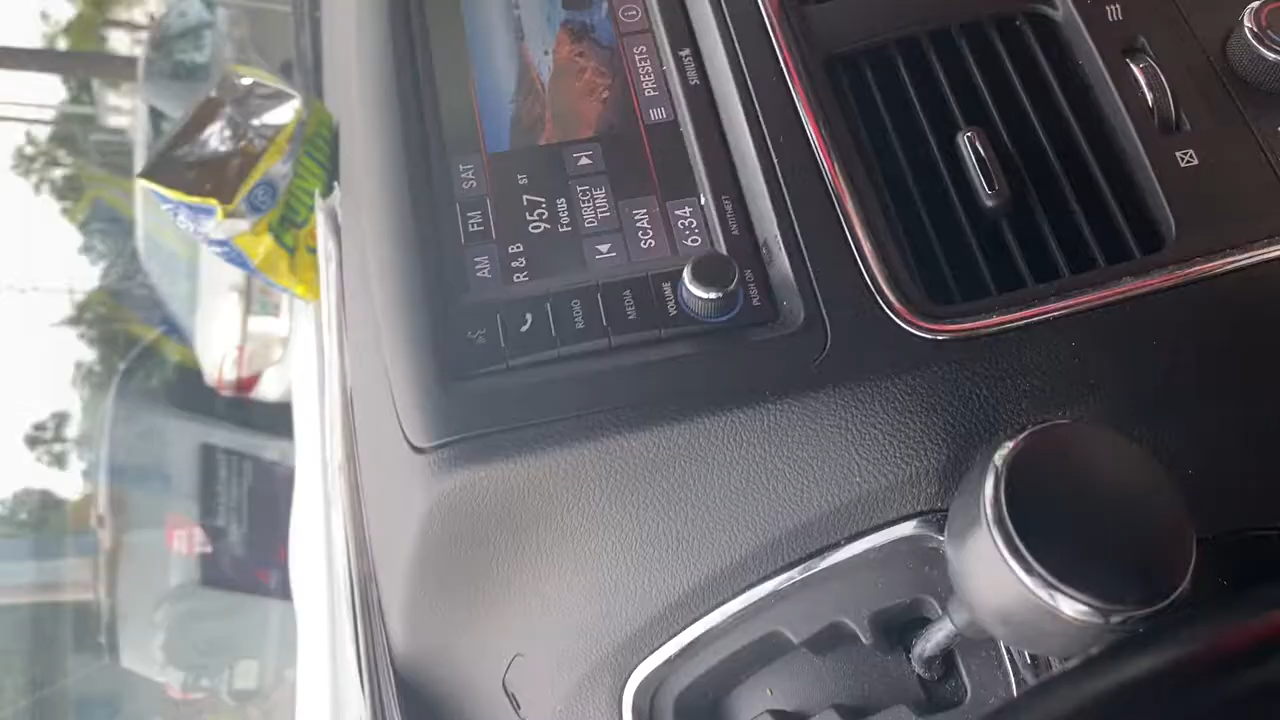 AM FM SAT
R & B
95.7 ST
Focus
DIRECT
TUNE
SCAN
PRESETS
6:34
SIRIUS
RADIO
MEDIA
VOLUME
PUSH ON
ANTITHEFT